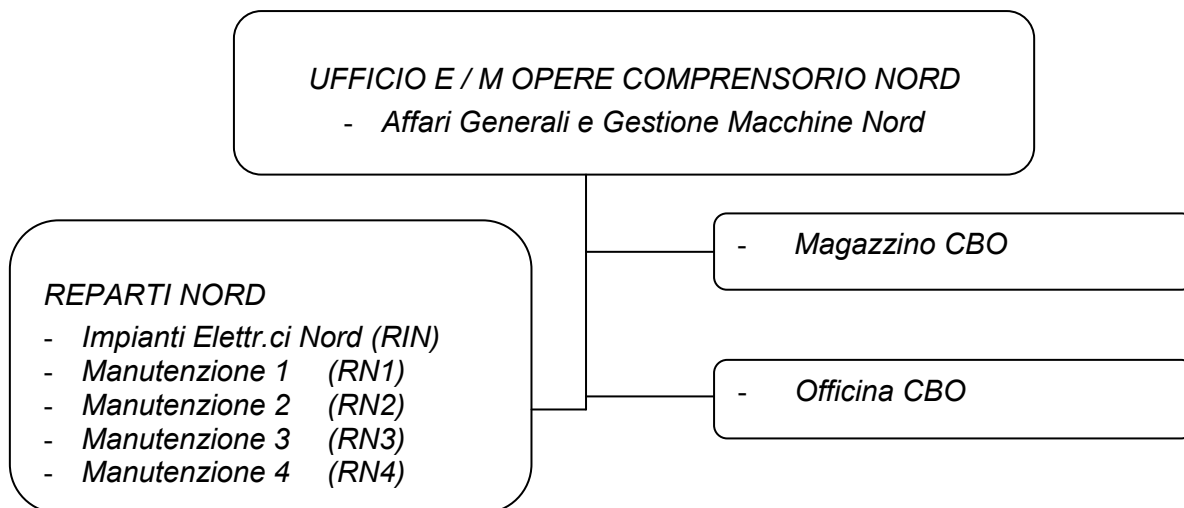 UFFICIO E / M OPERE COMPRENSORIO NORD
- Affari Generali e Gestione Macchine Nord
- Magazzino CBO
REPARTI NORD
- Impianti Elettr.ci Nord (RIN)
- Manutenzione 1 (RN1)
- Manutenzione 2 (RN2)
- Manutenzione 3 (RN3)
- Manutenzione 4 (RN4)
- Officina CBO